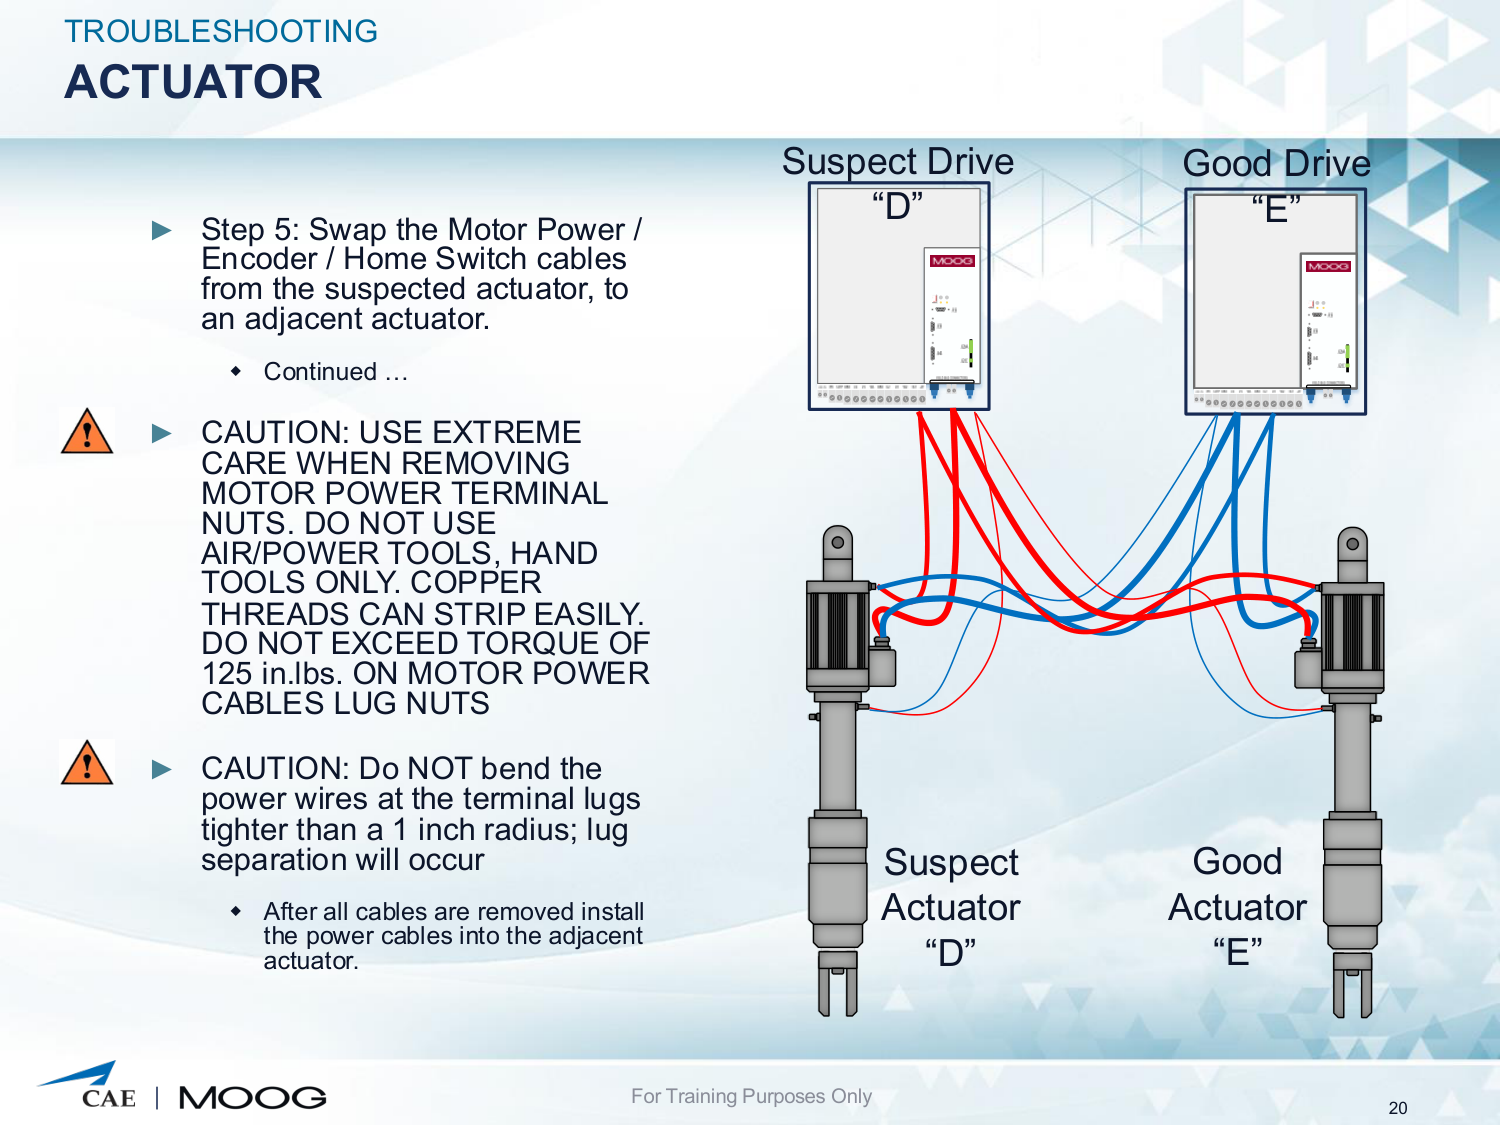 TROUBLESHOOTING
ACTUATOR
Step 5: Swap the Motor Power /
Encoder / Home Switch cables
from the suspected actuator, to
an adjacent actuator.
Continued …
CAUTION: USE EXTREME
CARE WHEN REMOVING
MOTOR POWER TERMINAL
NUTS. DO NOT USE
AIR/POWER TOOLS, HAND
TOOLS ONLY. COPPER
THREADS CAN STRIP EASILY.
DO NOT EXCEED TORQUE OF
125 in.lbs. ON MOTOR POWER
CABLES LUG NUTS
CAUTION: Do NOT bend the
power wires at the terminal lugs
tighter than a 1 inch radius; lug
separation will occur
After all cables are removed install
the power cables into the adjacent
actuator.
Suspect Drive
“D”
MOOG
Good Drive
“E”
MOOG
Suspect
Actuator
“D”
Good
Actuator
“E”
CAE | MOOG
For Training Purposes Only
20